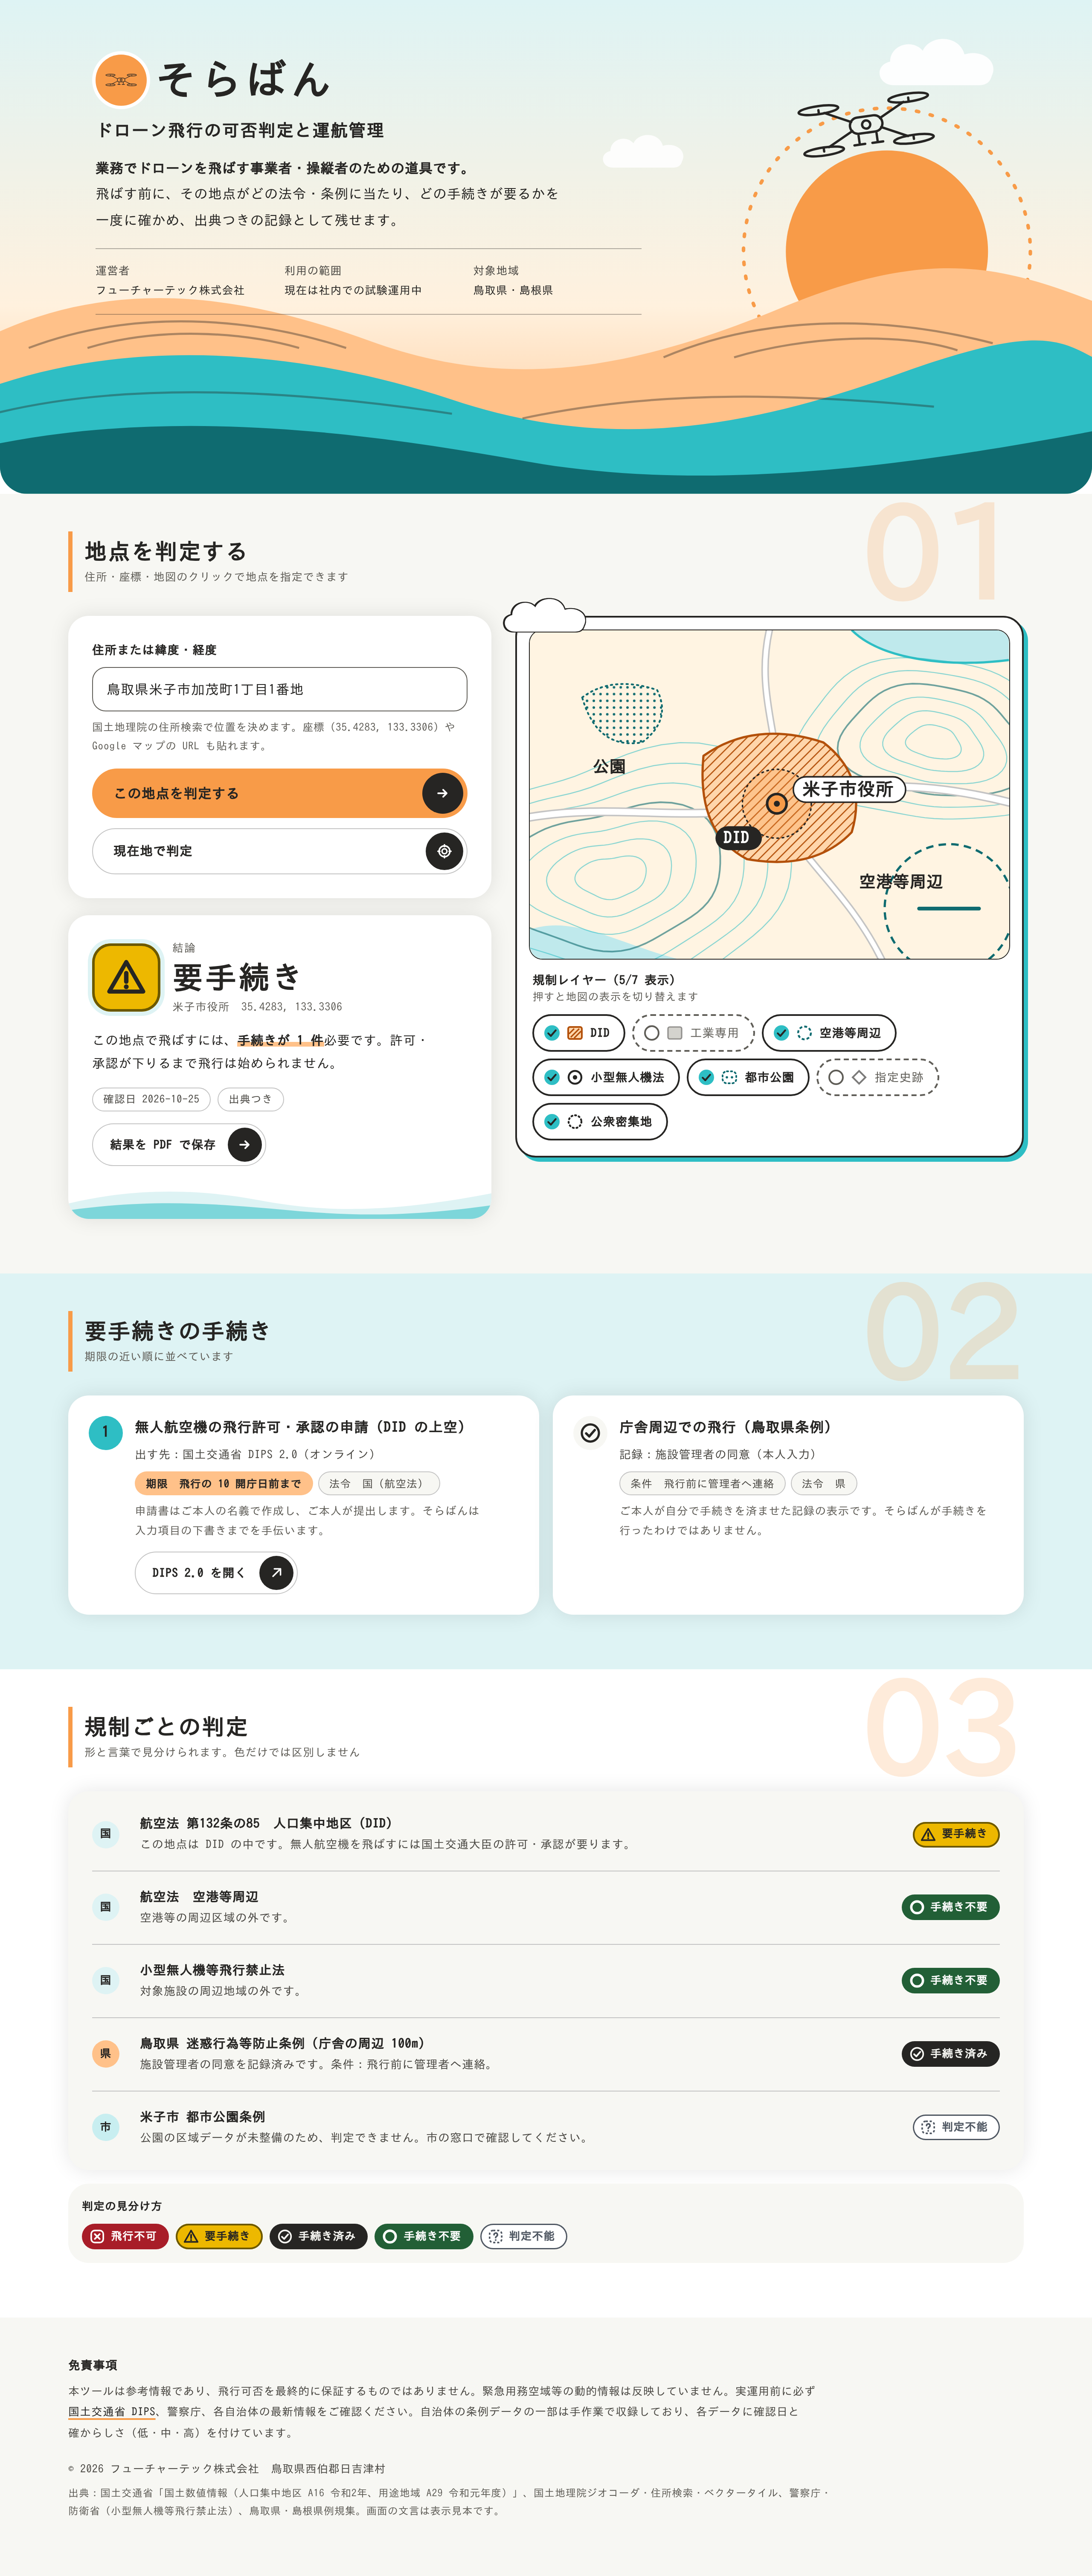 そらばん
ドローン飛行の可否判定と運航管理
業務でドローンを飛ばす事業者・操縦者のための道具です。
飛ばす前に、その地点がどの法令・条例に当たり、どの手続きが要るかを
一度に確かめ、出典つきの記録として残せます。
運営者
フューチャーテック株式会社
利用の範囲
現在は社内での試験運用中
対象地域
鳥取県・島根県
01
地点を判定する
住所・座標・地図のクリックで地点を指定できます
住所または緯度・経度
鳥取県米子市加茂町1丁目1番地
国土地理院の住所検索で位置を決めます。座標（35.4283, 133.3306）や
Google マップの URL も貼れます。
この地点を判定する
現在地で判定
結論
要手続き
米子市役所　35.4283, 133.3306
この地点で飛ばすには、手続きが 1 件必要です。許可・
承認が下りるまで飛行は始められません。
確認日 2026-10-25
出典つき
結果を PDF で保存
公園
米子市役所
DID
空港等周辺
規制レイヤー（5/7 表示）
押すと地図の表示を切り替えます
DID
工業専用
空港等周辺
小型無人機法
都市公園
指定史跡
公衆密集地
02
要手続きの手続き
期限の近い順に並べています
1
無人航空機の飛行許可・承認の申請（DID の上空）
出す先：国土交通省 DIPS 2.0（オンライン）
期限　飛行の 10 開庁日前まで
法令　国（航空法）
申請書はご本人の名義で作成し、ご本人が提出します。そらばんは
入力項目の下書きまでを手伝います。
DIPS 2.0 を開く
庁舎周辺での飛行（鳥取県条例）
記録：施設管理者の同意（本人入力）
条件　飛行前に管理者へ連絡
法令　県
ご本人が自分で手続きを済ませた記録の表示です。そらばんが手続きを
行ったわけではありません。
03
規制ごとの判定
形と言葉で見分けられます。色だけでは区別しません
国
航空法 第132条の85　人口集中地区（DID）
この地点は DID の中です。無人航空機を飛ばすには国土交通大臣の許可・承認が要ります。
要手続き
国
航空法　空港等周辺
空港等の周辺区域の外です。
手続き不要
国
小型無人機等飛行禁止法
対象施設の周辺地域の外です。
手続き不要
県
鳥取県 迷惑行為等防止条例（庁舎の周辺 100m）
施設管理者の同意を記録済みです。条件：飛行前に管理者へ連絡。
手続き済み
市
米子市 都市公園条例
公園の区域データが未整備のため、判定できません。市の窓口で確認してください。
判定不能
判定の見分け方
飛行不可
要手続き
手続き済み
手続き不要
判定不能
免責事項
本ツールは参考情報であり、飛行可否を最終的に保証するものではありません。緊急用務空域等の動的情報は反映していません。実運用前に必ず
国土交通省 DIPS、警察庁、各自治体の最新情報をご確認ください。自治体の条例データの一部は手作業で収録しており、各データに確認日と
確からしさ（低・中・高）を付けています。
© 2026 フューチャーテック株式会社　鳥取県西伯郡日吉津村
出典：国土交通省「国土数値情報（人口集中地区 A16 令和2年、用途地域 A29 令和元年度）」、国土地理院ジオコーダ・住所検索・ベクタータイル、警察庁・
防衛省（小型無人機等飛行禁止法）、鳥取県・島根県例規集。画面の文言は表示見本です。